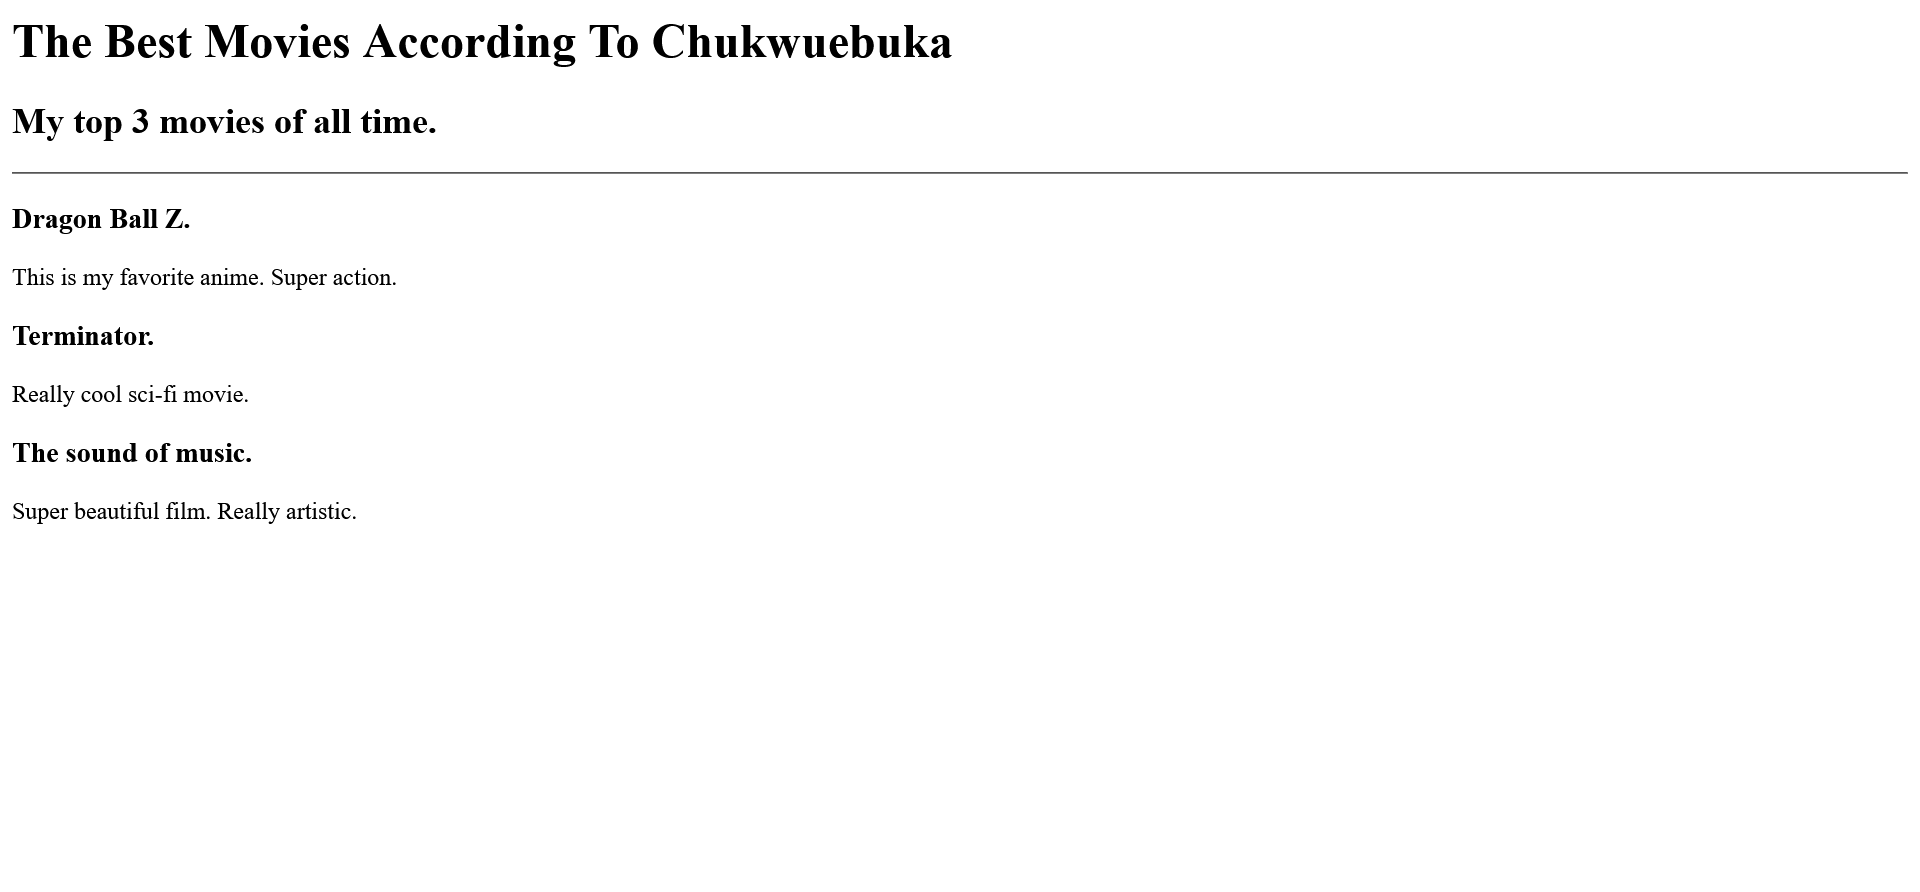 The Best Movies According To Chukwuebuka
My top 3 movies of all time.
Dragon Ball Z.
This is my favorite anime. Super action.
Terminator.
Really cool sci-fi movie.
The sound of music.
Super beautiful film. Really artistic.